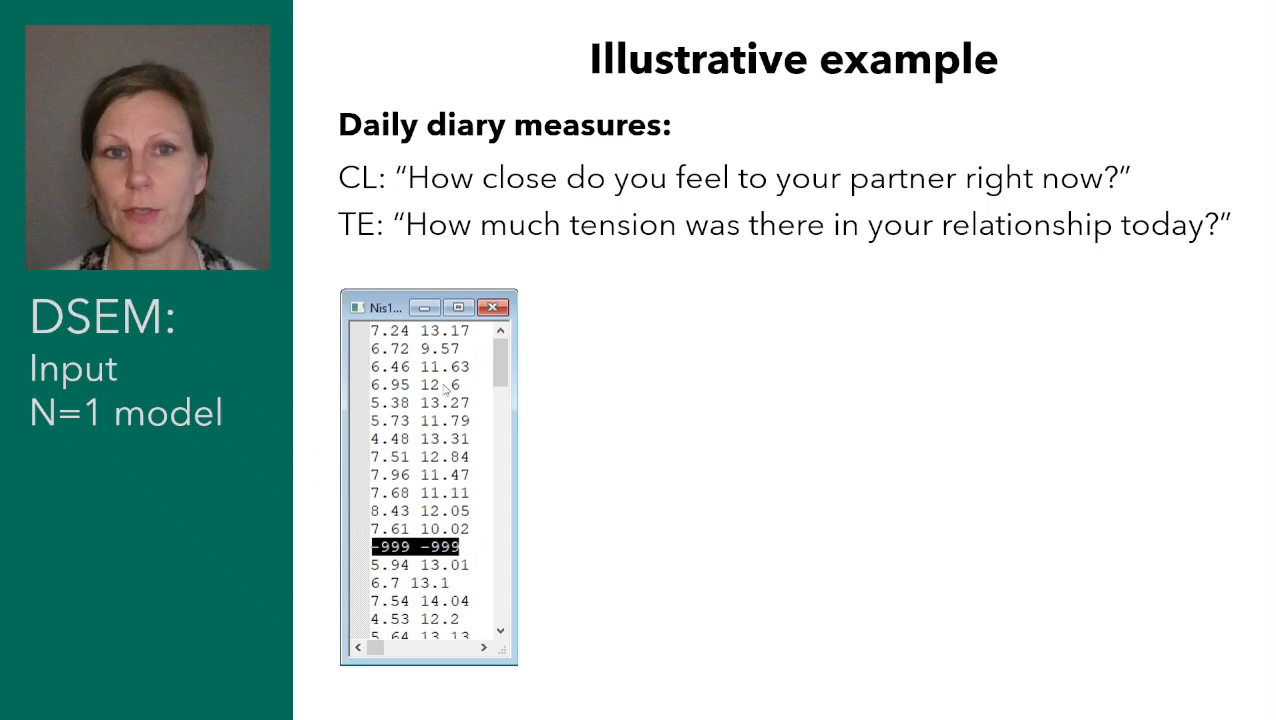 Illustrative example
Daily diary measures:
CL: “How close do you feel to your partner right now?”
TE: “How much tension was there in your relationship today?”
DSEM:
Input
N=1 model
Nis1...
7.24 13.17
6.72 9.57
6.46 11.63
6.95 12.6
5.38 13.27
5.73 11.79
4.48 13.31
7.51 12.84
7.96 11.47
7.68 11.11
8.43 12.05
7.61 10.02
-999 -999
5.94 13.01
6.7 13.1
7.54 14.04
4.53 12.2
5.64 13.13